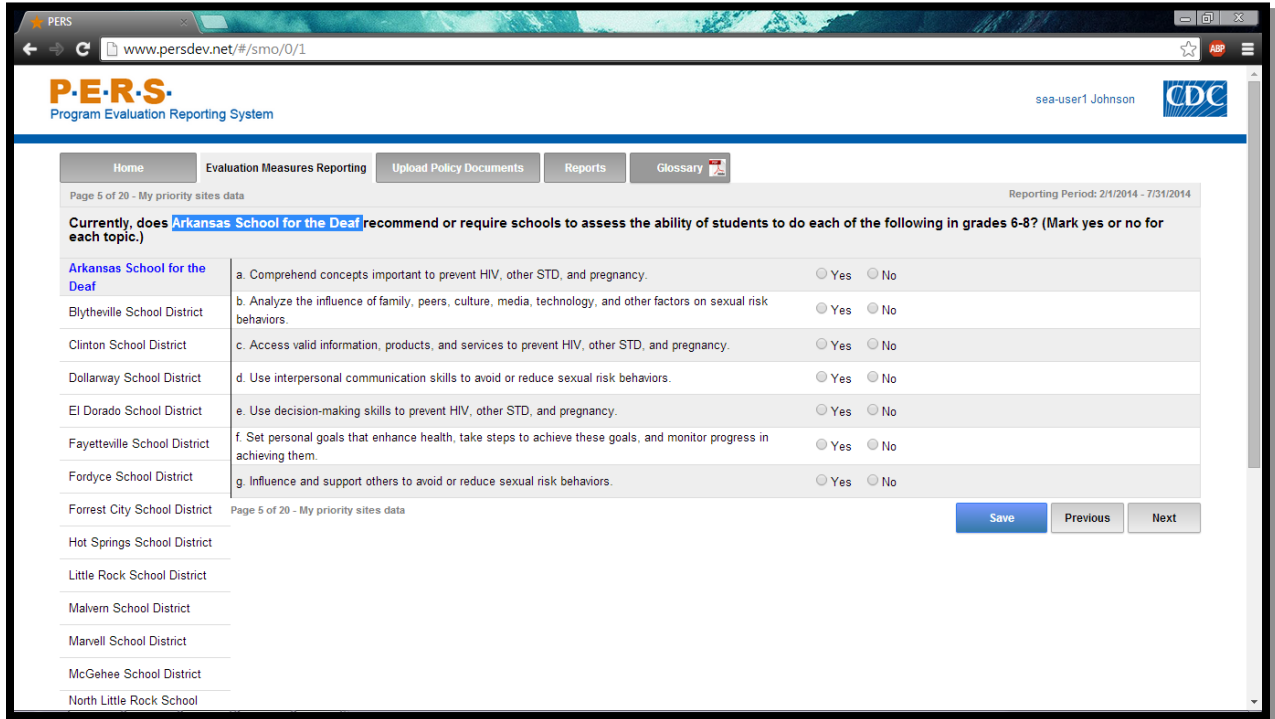 PERS
www.persdev.net/#/smo/0/1
ABP
P·E·R·S·
Program Evaluation Reporting System
sea-user1 Johnson
CDC
Home
Evaluation Measures Reporting
Upload Policy Documents
Reports
Glossary
Page 5 of 20 - My priority sites data
Reporting Period: 2/1/2014 - 7/31/2014
Currently, does Arkansas School for the Deaf recommend or require schools to assess the ability of students to do each of the following in grades 6-8? (Mark yes or no for
each topic.)
Arkansas School for the
Deaf
Blytheville School District
Clinton School District
Dollarway School District
El Dorado School District
Fayetteville School District
Fordyce School District
Forrest City School District
Hot Springs School District
Little Rock School District
Malvern School District
Marvell School District
McGehee School District
North Little Rock School
a. Comprehend concepts important to prevent HIV, other STD, and pregnancy.
Yes No
b. Analyze the influence of family, peers, culture, media, technology, and other factors on sexual risk
behaviors.
Yes No
c. Access valid information, products, and services to prevent HIV, other STD, and pregnancy.
Yes No
d. Use interpersonal communication skills to avoid or reduce sexual risk behaviors.
Yes No
e. Use decision-making skills to prevent HIV, other STD, and pregnancy.
Yes No
f. Set personal goals that enhance health, take steps to achieve these goals, and monitor progress in
achieving them.
Yes No
g. Influence and support others to avoid or reduce sexual risk behaviors.
Yes No
Page 5 of 20 - My priority sites data
Save
Previous
Next